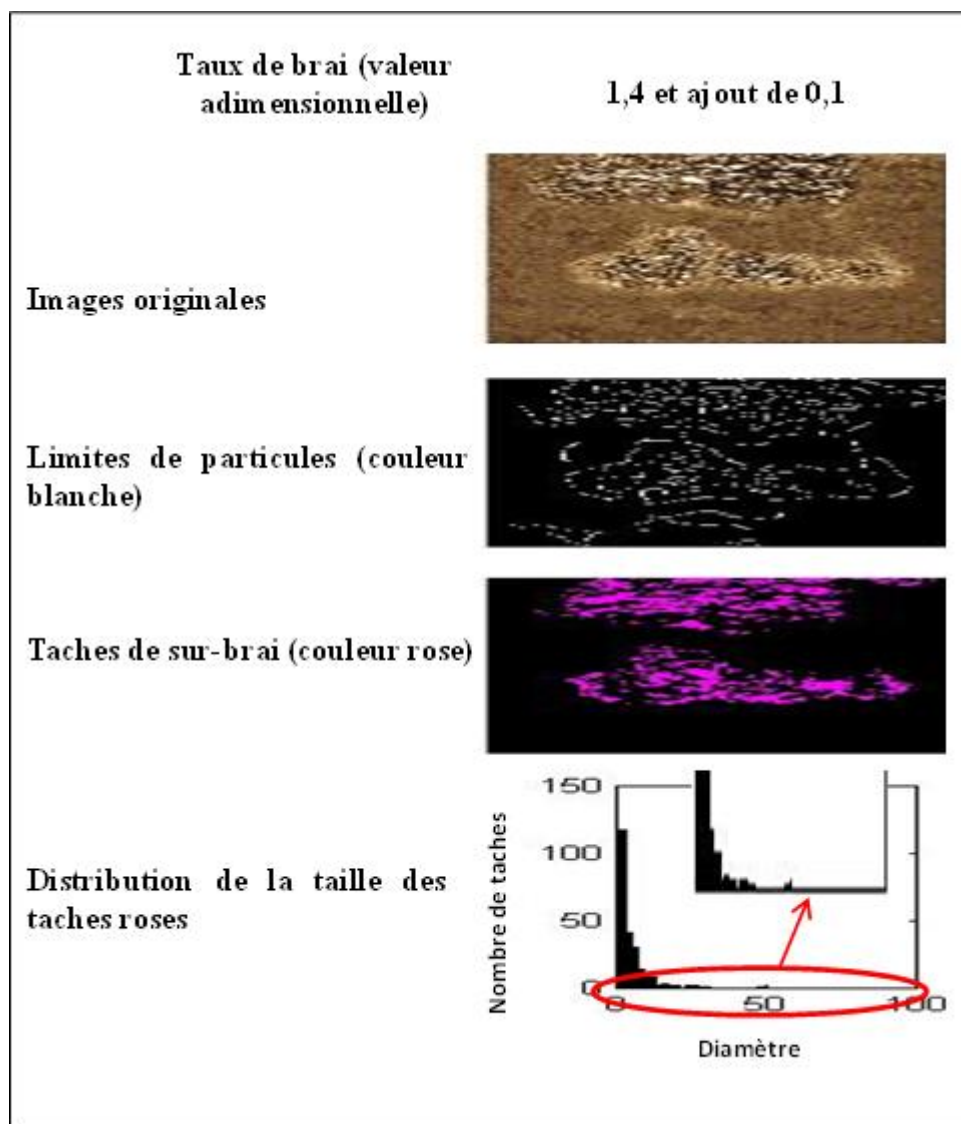 Taux de brai (valeur
adimensionnelle)
1,4 et ajout de 0,1
Images originales
Limites de particules (couleur
blanche)
Taches de sur-brai (couleur rose)
Distribution de la taille des
taches roses
Nombre de taches
150
100
50
0
0 50 100
Diamètre